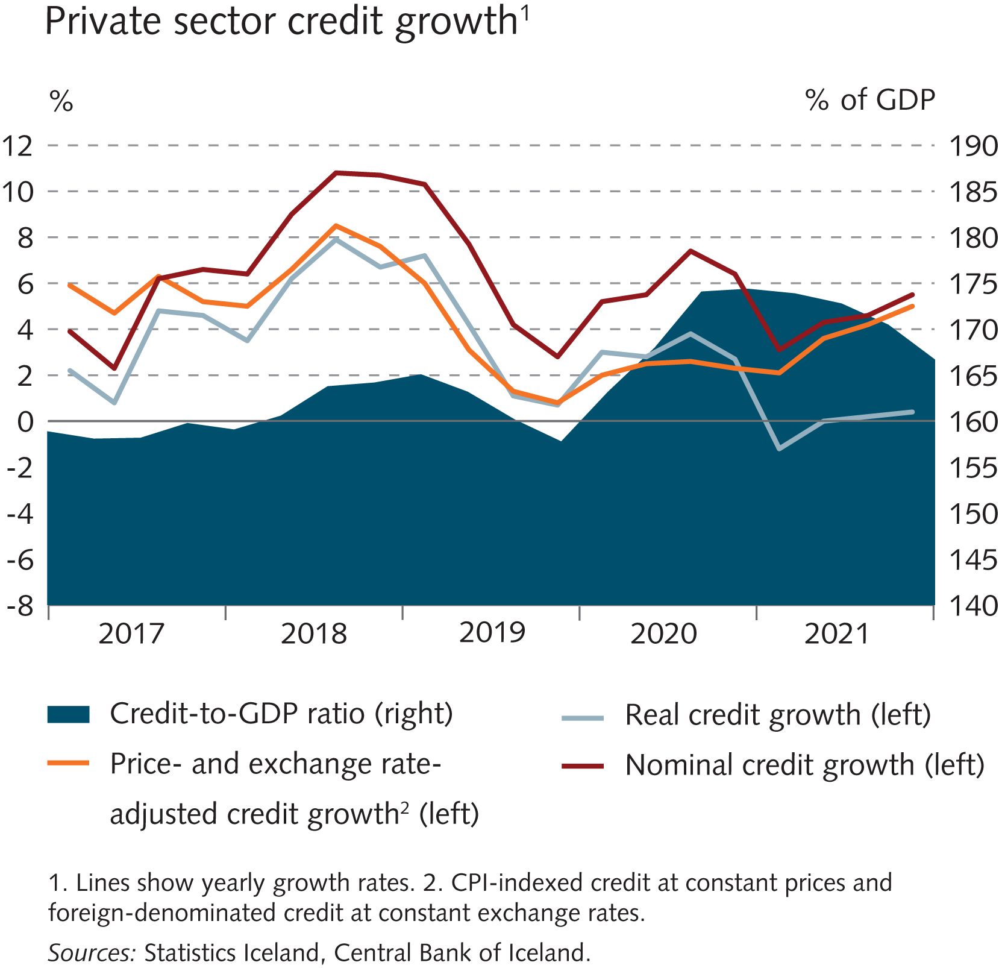 Private sector credit growth¹
% % of GDP
12 190
10 185
8 180
6 175
4 170
2 165
0 160
-2 155
-4 150
-6 145
-8 140
2017 2018 2019 2020 2021
Credit-to-GDP ratio (right)
Price- and exchange rate-
adjusted credit growth² (left)
Real credit growth (left)
Nominal credit growth (left)
1. Lines show yearly growth rates. 2. CPI-indexed credit at constant prices and
foreign-denominated credit at constant exchange rates.
Sources: Statistics Iceland, Central Bank of Iceland.